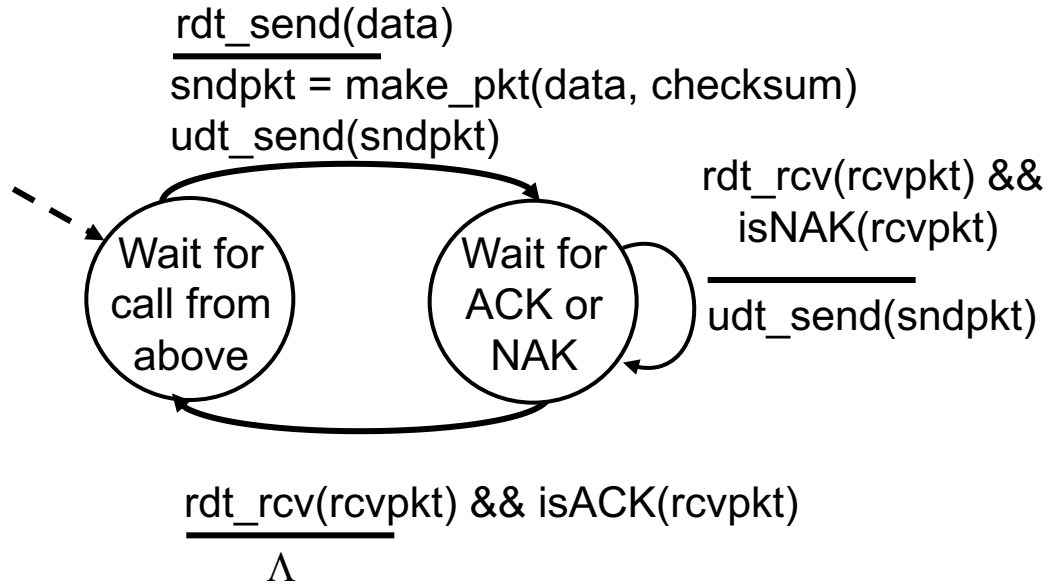 rdt_send(data)
sndpkt = make_pkt(data, checksum)
udt_send(sndpkt)
Wait for
call from
above
Wait for
ACK or
NAK
rdt_rcv(rcvpkt) &&
isNAK(rcvpkt)
udt_send(sndpkt)
rdt_rcv(rcvpkt) && isACK(rcvpkt)
Λ